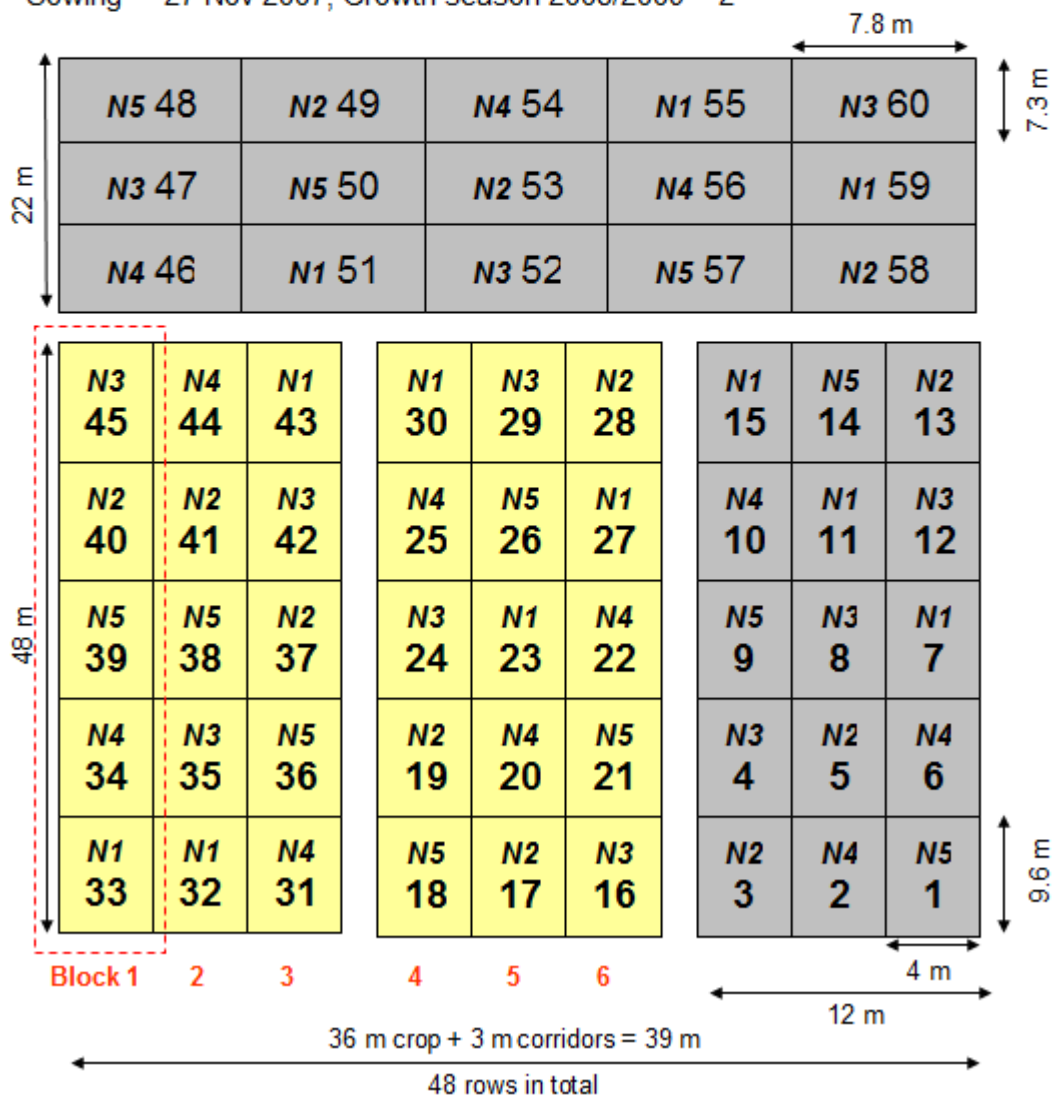 7.8 m
N5 48 N2 49 N4 54 N1 55 N3 60
7.3 m
N3 47 N5 50 N2 53 N4 56 N1 59
22 m
N4 46 N1 51 N3 52 N5 57 N2 58
N3 N4 N1 N1 N3 N2 N1 N5 N2
45 44 43 30 29 28 15 14 13
N2 N2 N3 N4 N5 N1 N4 N1 N3
40 41 42 25 26 27 10 11 12
N5 N5 N2 N3 N1 N4 N5 N3 N1
39 38 37 24 23 22 9 8 7
48 m
N4 N3 N5 N2 N4 N5 N3 N2 N4
34 35 36 19 20 21 4 5 6
N1 N1 N4 N5 N2 N3 N2 N4 N5
33 32 31 18 17 16 3 2 1
9.6 m
Block 1 2 3 4 5 6
4 m
12 m
36 m crop + 3 m corridors = 39 m
48 rows in total